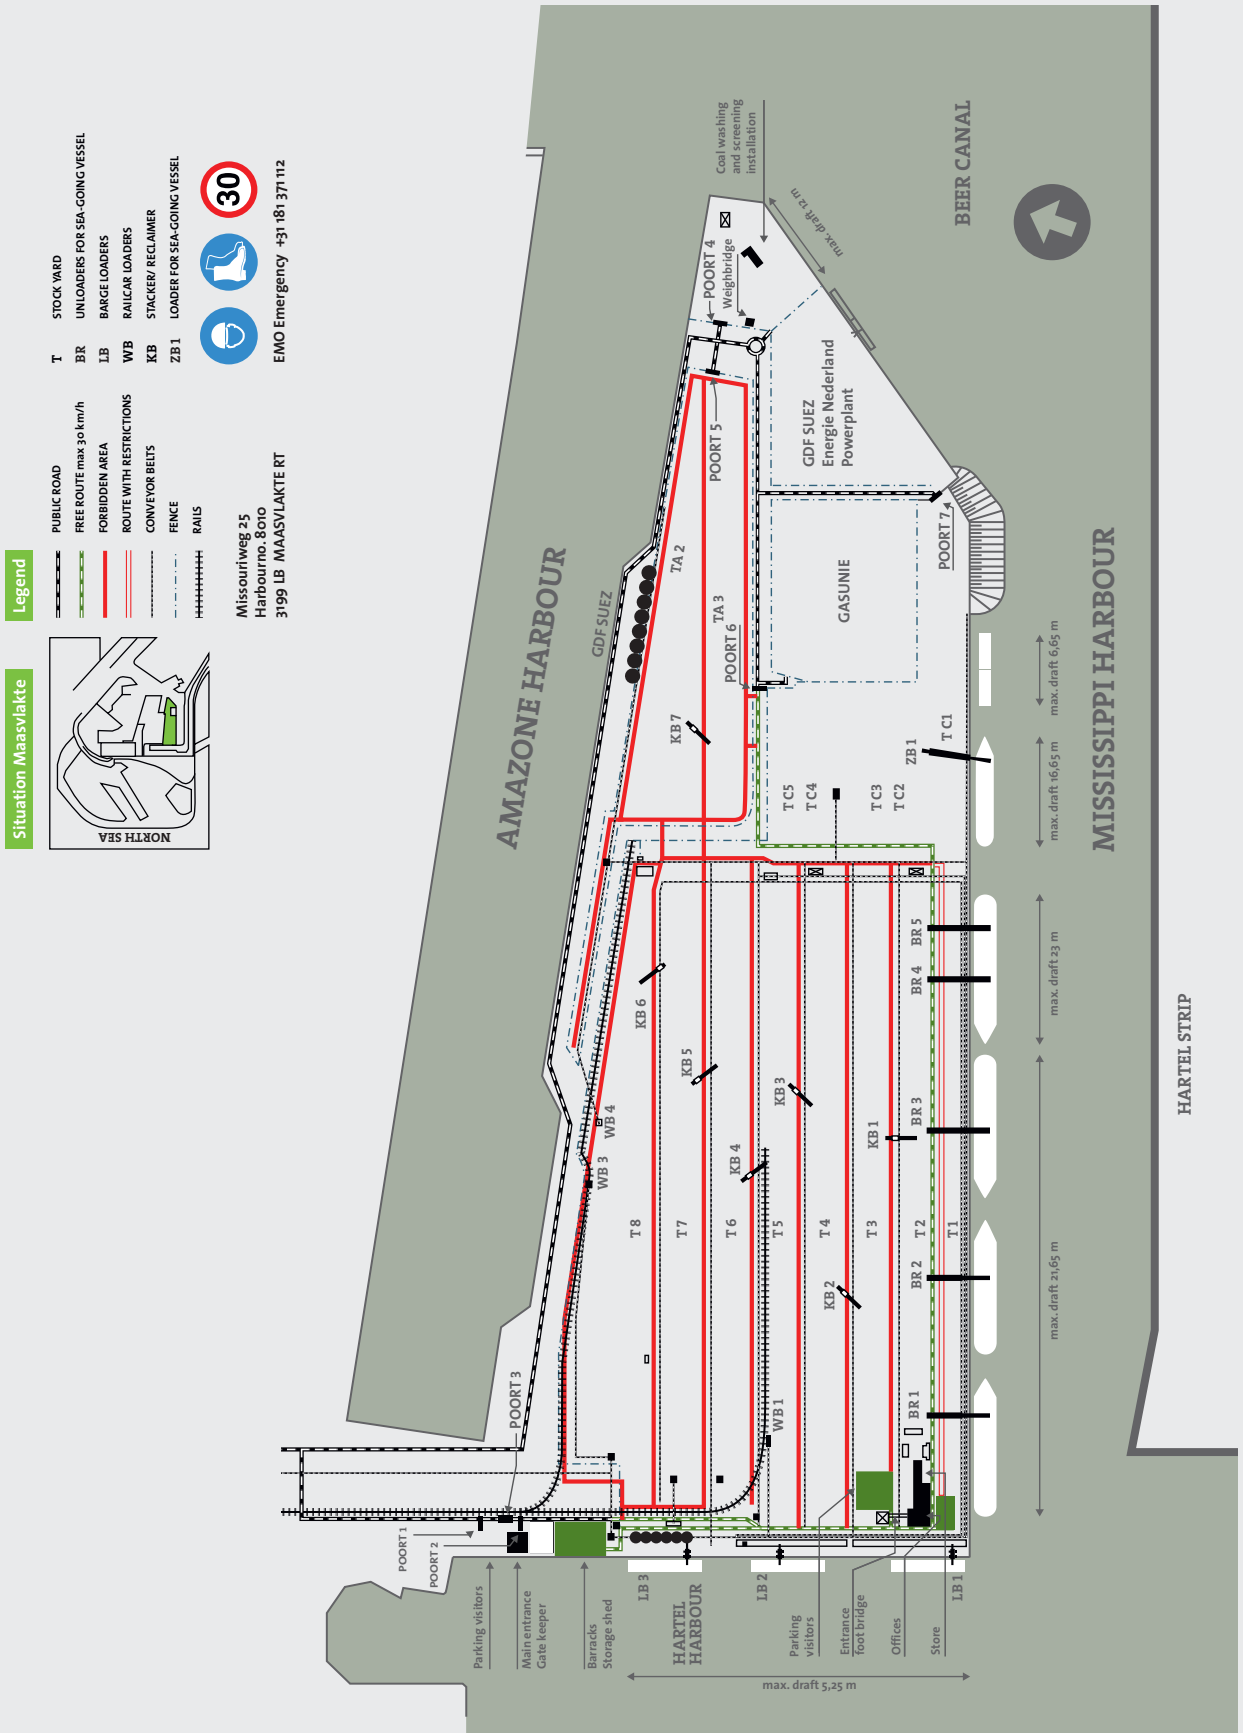 Situation Maasvlakte
NORTH SEA
Legend
PUBLIC ROAD
FREE ROUTE max 30 km/h
FORBIDDEN AREA
ROUTE WITH RESTRICTIONS
CONVEYOR BELTS
FENCE
RAILS
T STOCK YARD
BR UNLOADERS FOR SEA-GOING VESSEL
LB BARGE LOADERS
WB RAILCAR LOADERS
KB STACKER/ RECLAIMER
ZB1 LOADER FOR SEA-GOING VESSEL
30
Missouriweg 25
Harbourno. 8010
3199 LB MAASVLAKTE RT
EMO Emergency +31 181 371 112
AMAZONE HARBOUR
GDF SUEZ
TA 2
TA 3
POORT 6
POORT 5
POORT 4
Weighbridge
Coal washing
and screening
installation
max. draft 12 m
BEER CANAL
GDF SUEZ
Energie Nederland
Powerplant
GASUNIE
POORT 7
KB 7
T C5
T C4
T C3
T C2
T C1
ZB 1
KB 6
KB 5
KB 4
KB 3
KB 2
KB 1
WB 4
WB 3
WB 1
T 8
T 7
T 6
T 5
T 4
T 3
T 2
T 1
BR 5
BR 4
BR 3
BR 2
BR 1
max. draft 6,65 m
max. draft 16,65 m
max. draft 23 m
max. draft 21,65 m
MISSISSIPPI HARBOUR
HARTEL STRIP
POORT 3
POORT 1
POORT 2
Parking visitors
Main entrance
Gate keeper
Barracks
Storage shed
LB 3
HARTEL
HARBOUR
LB 2
Parking
visitors
Entrance
foot bridge
Offices
Store
LB 1
max. draft 5,25 m